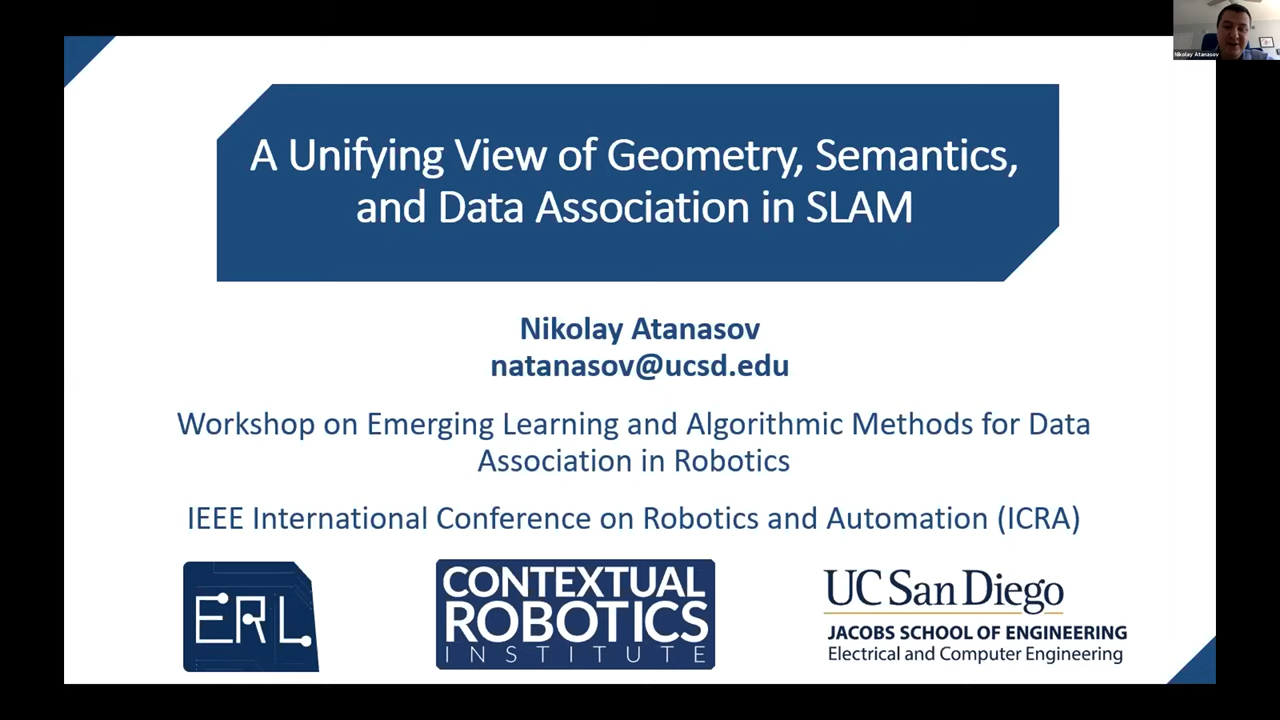 Nikolay Atanasov
A Unifying View of Geometry, Semantics,
and Data Association in SLAM
Nikolay Atanasov
natanasov@ucsd.edu
Workshop on Emerging Learning and Algorithmic Methods for Data
Association in Robotics
IEEE International Conference on Robotics and Automation (ICRA)
ERL
CONTEXTUAL
ROBOTICS
INSTITUTE
UC San Diego
JACOBS SCHOOL OF ENGINEERING
Electrical and Computer Engineering